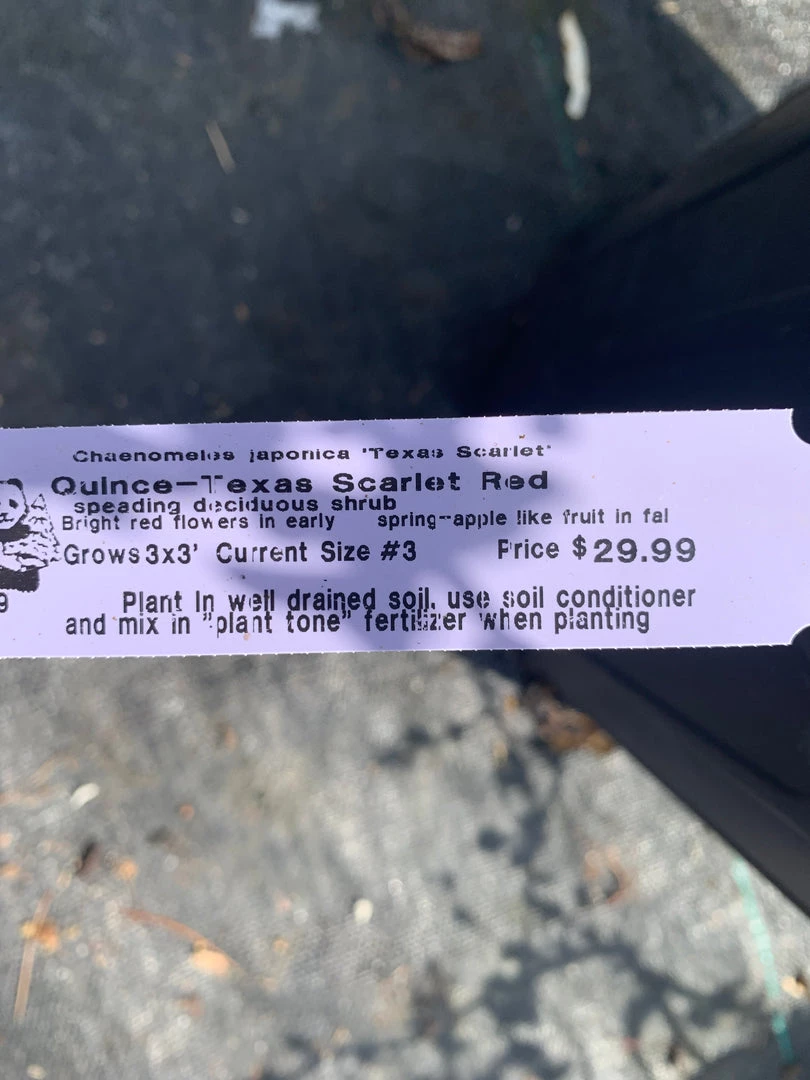 Chaenomeles japonica 'Texas Scarlet'
Quince-Texas Scarlet Red
speading deciduous shrub
Bright red flowers in early spring-apple like fruit in fal
Grows 3x3' Current Size #3 Price $29.99
9
Plant In well drained soil, use soil conditioner
and mix in "plant tone" fertilizer when planting